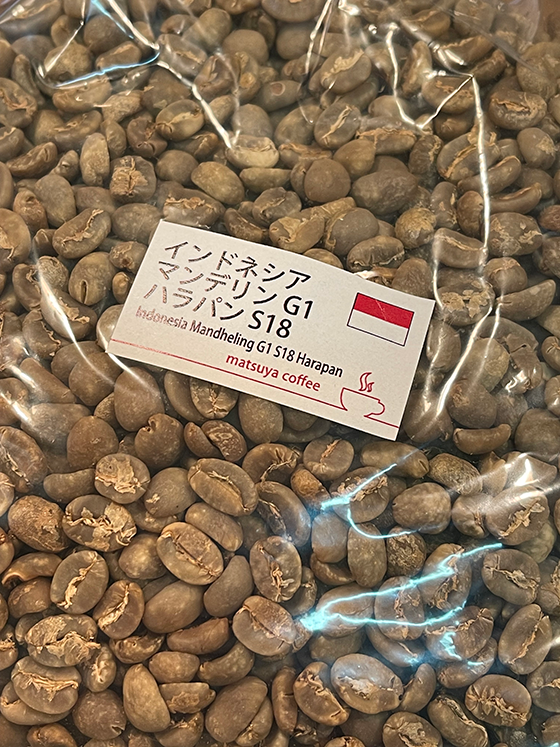 インドネシア
マンデリン G1
ハラパン S18
Indonesia Mandheling G1 S18 Harapan
matsuya coffee